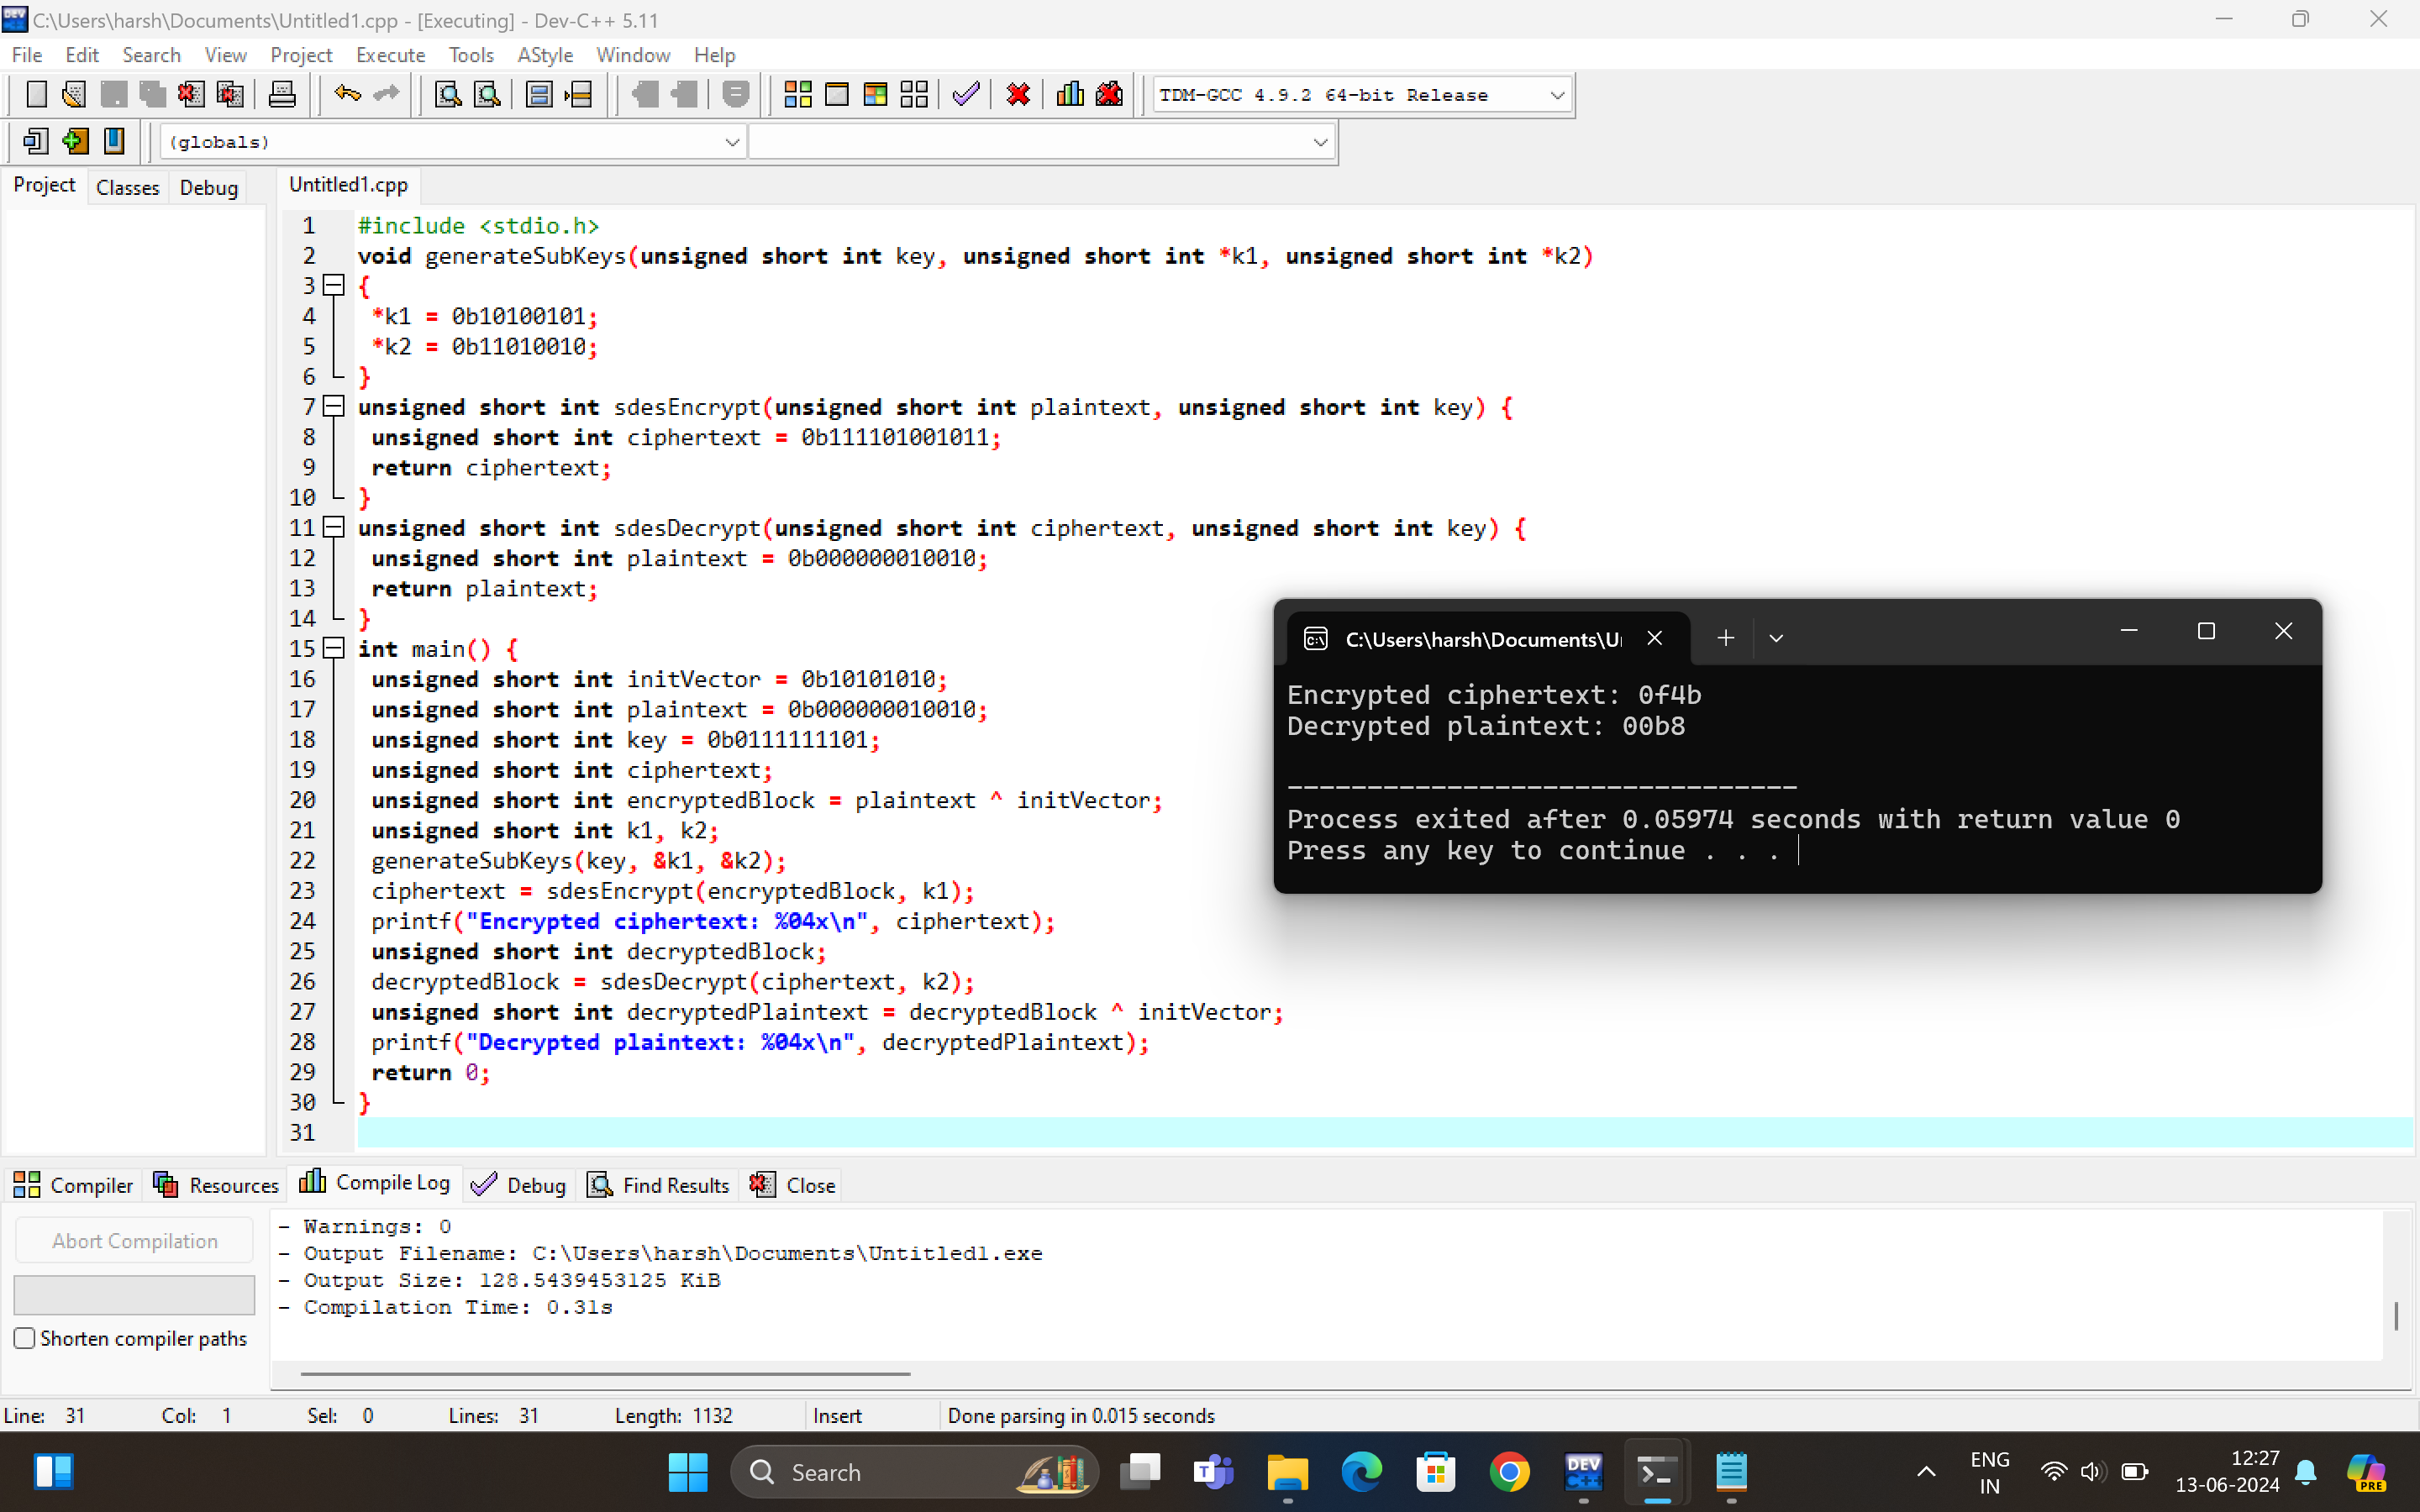 C:\Users\harsh\Documents\Untitled1.cpp - [Executing] - Dev-C++ 5.11
File Edit Search View Project Execute Tools AStyle Window Help
TDM-GCC 4.9.2 64-bit Release
(globals)
Project Classes Debug Untitled1.cpp
1 #include <stdio.h>
2 void generateSubKeys(unsigned short int key, unsigned short int *k1, unsigned short int *k2)
3 {
4 *k1 = 0b10100101;
5 *k2 = 0b11010010;
6 }
7 unsigned short int sdesEncrypt(unsigned short int plaintext, unsigned short int key) {
8 unsigned short int ciphertext = 0b111101001011;
9 return ciphertext;
10 }
11 unsigned short int sdesDecrypt(unsigned short int ciphertext, unsigned short int key) {
12 unsigned short int plaintext = 0b000000010010;
13 return plaintext;
14 }
15 int main() {
16 unsigned short int initVector = 0b10101010;
17 unsigned short int plaintext = 0b000000010010;
18 unsigned short int key = 0b0111111101;
19 unsigned short int ciphertext;
20 unsigned short int encryptedBlock = plaintext ^ initVector;
21 unsigned short int k1, k2;
22 generateSubKeys(key, &k1, &k2);
23 ciphertext = sdesEncrypt(encryptedBlock, k1);
24 printf("Encrypted ciphertext: %04x\n", ciphertext);
25 unsigned short int decryptedBlock;
26 decryptedBlock = sdesDecrypt(ciphertext, k2);
27 unsigned short int decryptedPlaintext = decryptedBlock ^ initVector;
28 printf("Decrypted plaintext: %04x\n", decryptedPlaintext);
29 return 0;
30 }
31
C:\Users\harsh\Documents\U
Encrypted ciphertext: 0f4b
Decrypted plaintext: 00b8
--------------------------------
Process exited after 0.05974 seconds with return value 0
Press any key to continue . . .
Compiler Resources Compile Log Debug Find Results Close
Abort Compilation
Shorten compiler paths
- Warnings: 0
- Output Filename: C:\Users\harsh\Documents\Untitled1.exe
- Output Size: 128.5439453125 KiB
- Compilation Time: 0.31s
Line: 31 Col: 1 Sel: 0 Lines: 31 Length: 1132 Insert Done parsing in 0.015 seconds
Search
DEV C++
ENG
IN
12:27
13-06-2024
PRE